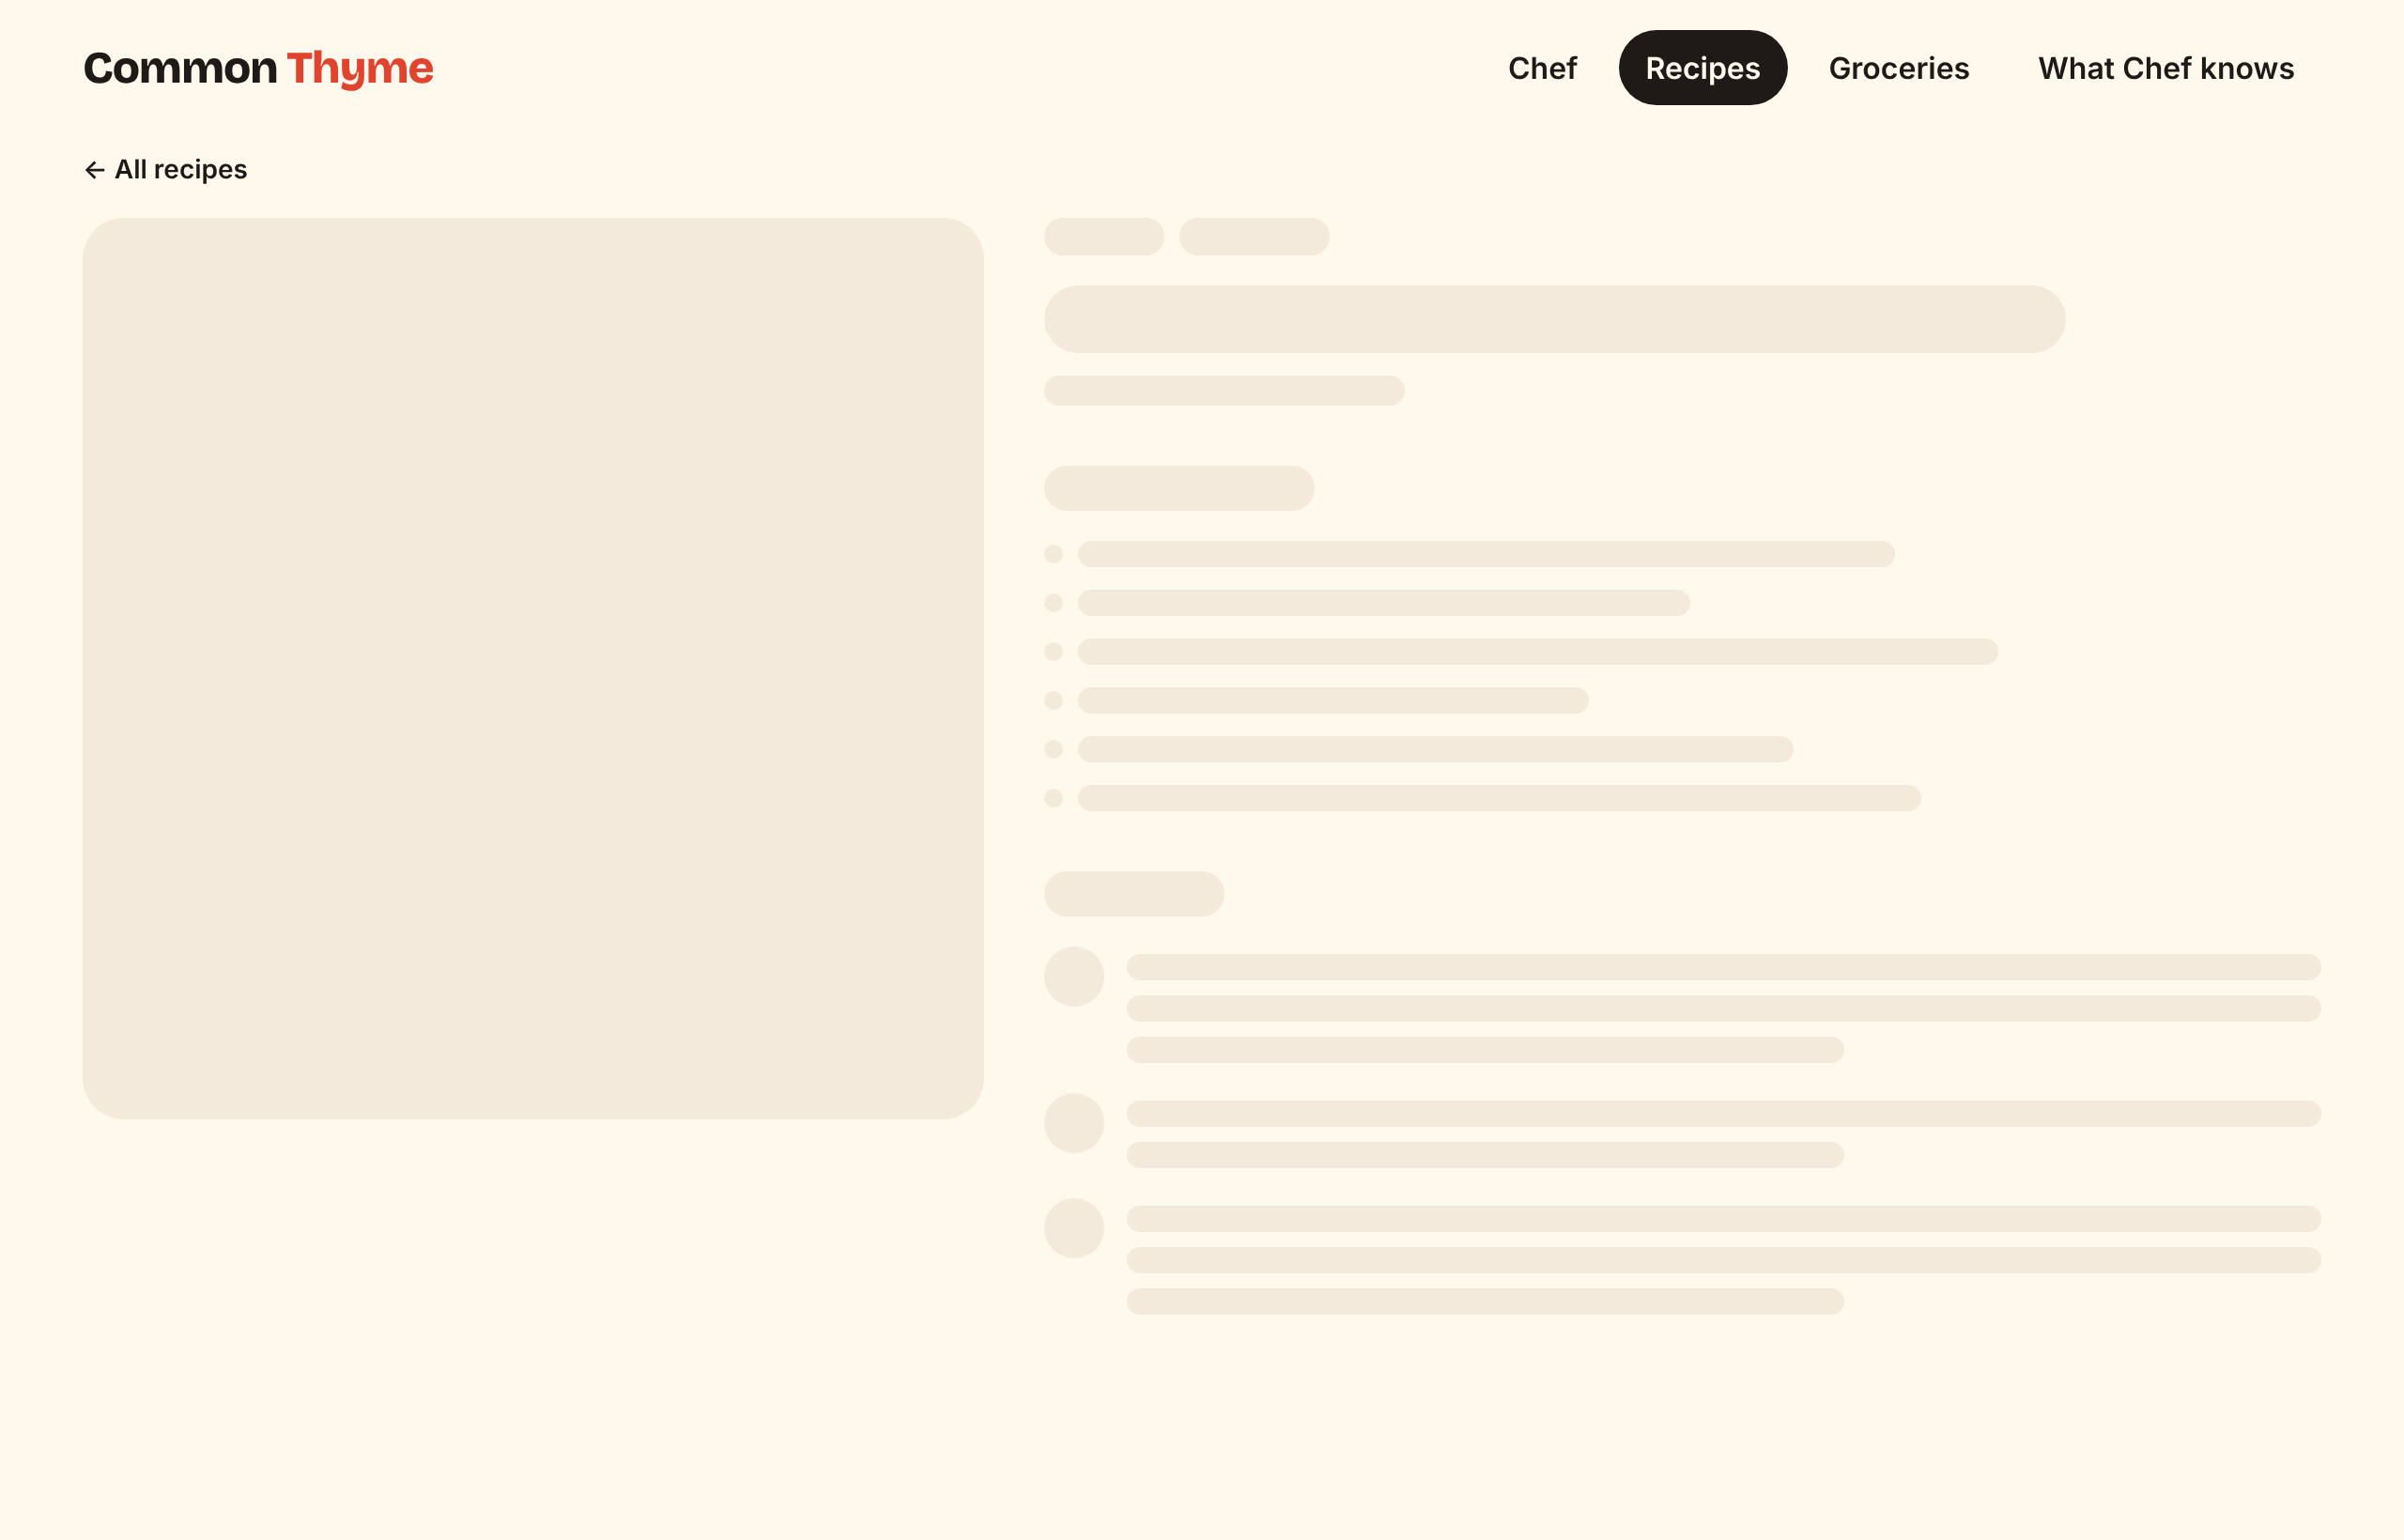 Common Thyme
Chef
Recipes
Groceries
What Chef knows
← All recipes